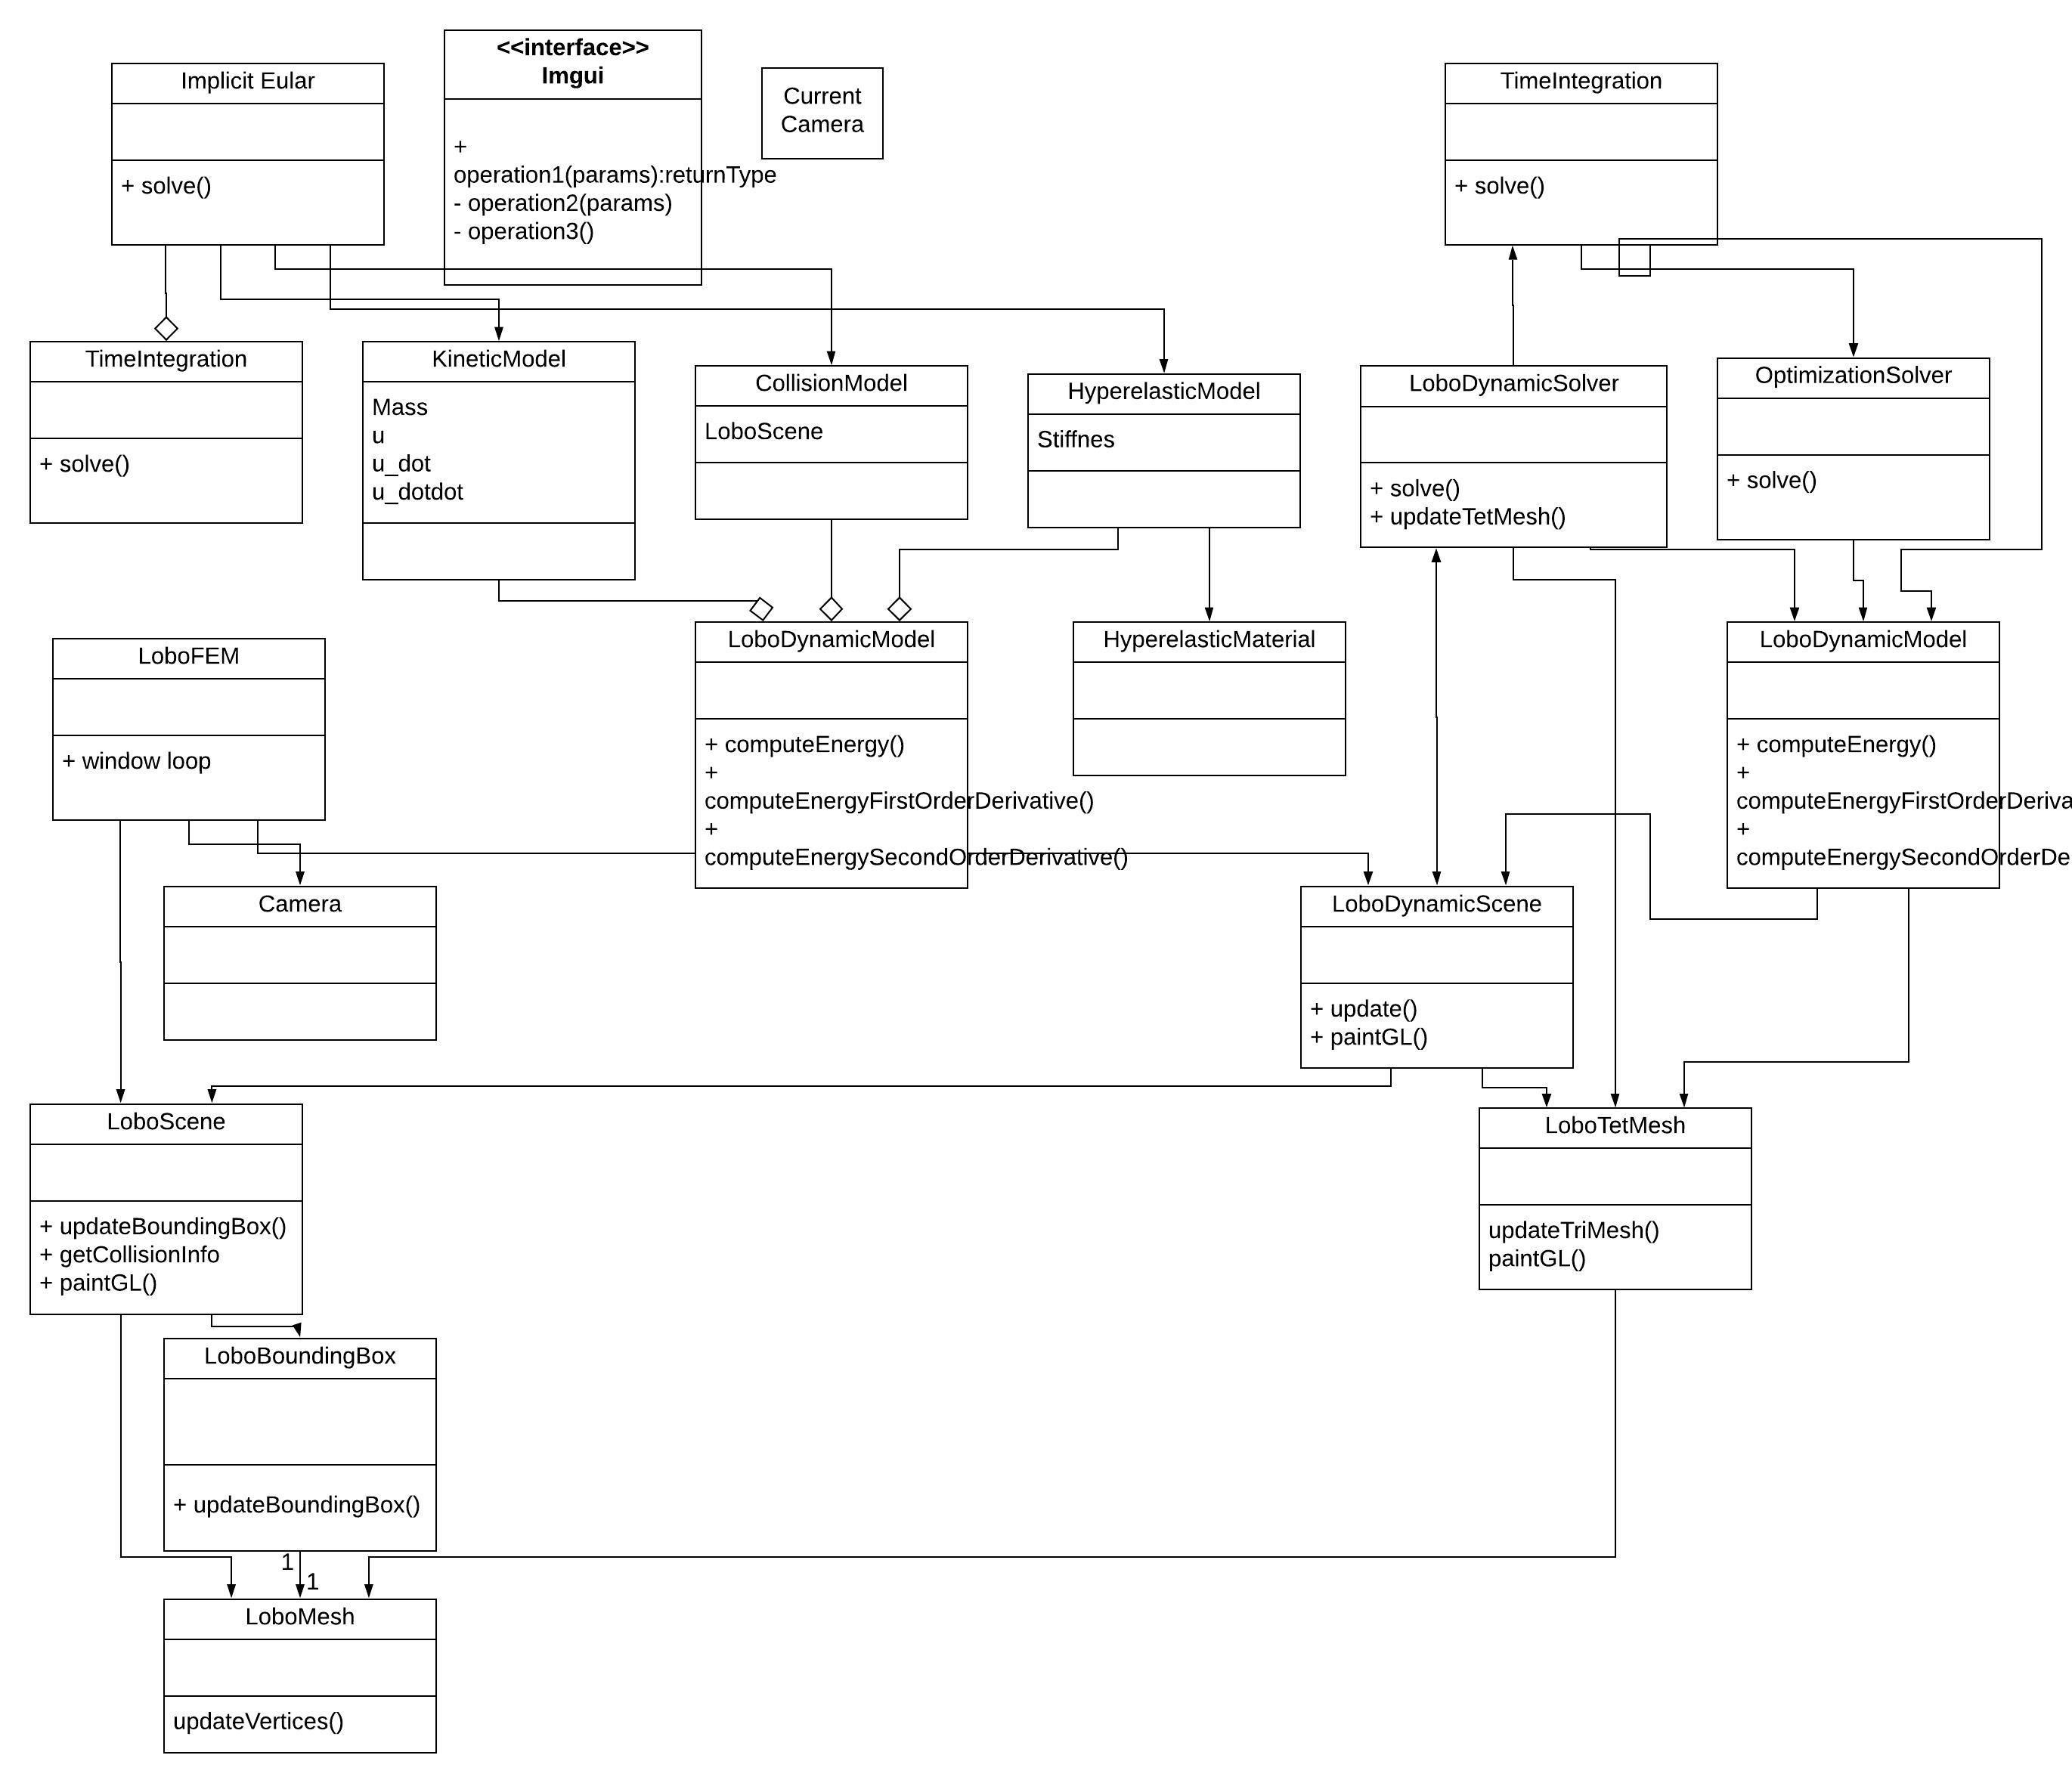 Implicit Eular
+ solve()
<<interface>>
Imgui
+
operation1(params):returnType
- operation2(params)
- operation3()
Current
Camera
TimeIntegration
+ solve()
TimeIntegration
+ solve()
KineticModel
Mass
u
u_dot
u_dotdot
CollisionModel
LoboScene
HyperelasticModel
Stiffnes
LoboDynamicSolver
+ solve()
+ updateTetMesh()
OptimizationSolver
+ solve()
LoboFEM
+ window loop
LoboDynamicModel
+ computeEnergy()
+
computeEnergyFirstOrderDerivative()
+
computeEnergySecondOrderDerivative()
HyperelasticMaterial
LoboDynamicModel
+ computeEnergy()
+
computeEnergyFirstOrderDeriva
+
computeEnergySecondOrderDe
Camera
LoboDynamicScene
+ update()
+ paintGL()
LoboScene
+ updateBoundingBox()
+ getCollisionInfo
+ paintGL()
LoboTetMesh
updateTriMesh()
paintGL()
LoboBoundingBox
+ updateBoundingBox()
1
1
LoboMesh
updateVertices()